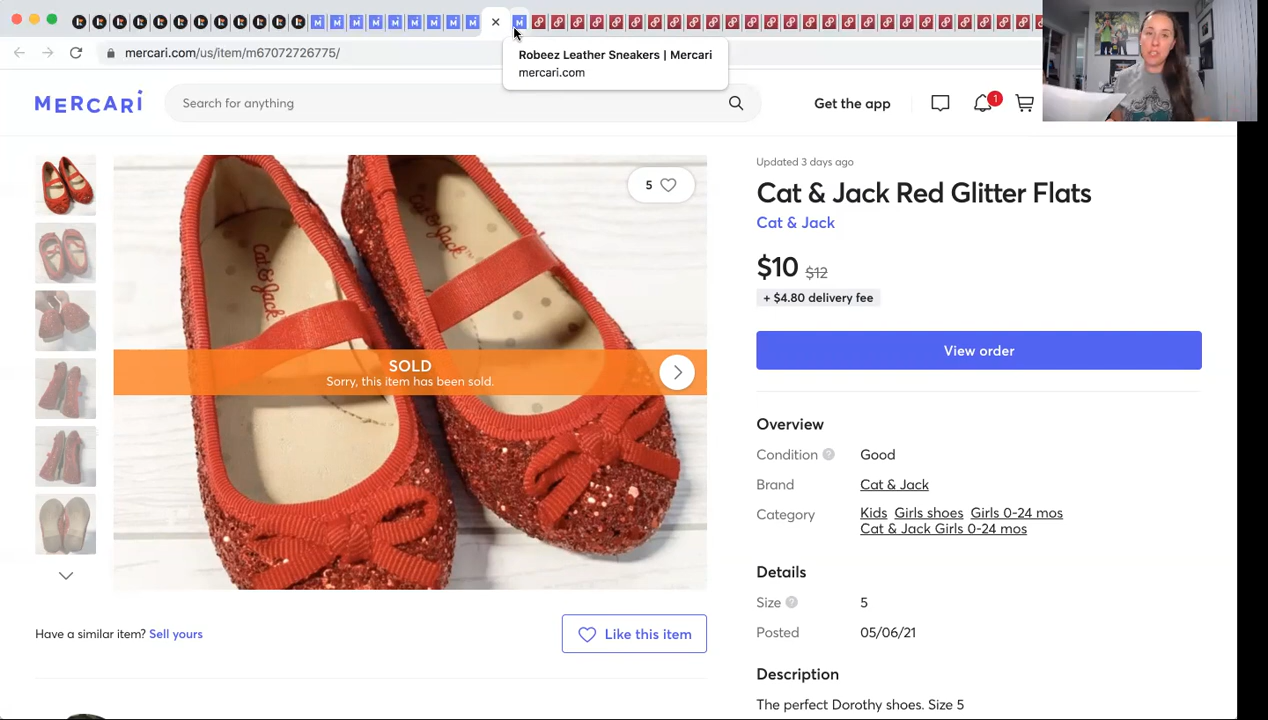 mercari.com/us/item/m67072726775/
Robeez Leather Sneakers | Mercari
mercari.com
MERCARI
Search for anything
Get the app
1
5
Cat & Jack
Cat & Jack
SOLD
Sorry, this item has been sold.
Have a similar item? Sell yours
Like this item
Updated 3 days ago
Cat & Jack Red Glitter Flats
Cat & Jack
$10 $12
+ $4.80 delivery fee
View order
Overview
Condition ? Good
Brand Cat & Jack
Category Kids Girls shoes Girls 0-24 mos
Cat & Jack Girls 0-24 mos
Details
Size ? 5
Posted 05/06/21
Description
The perfect Dorothy shoes. Size 5